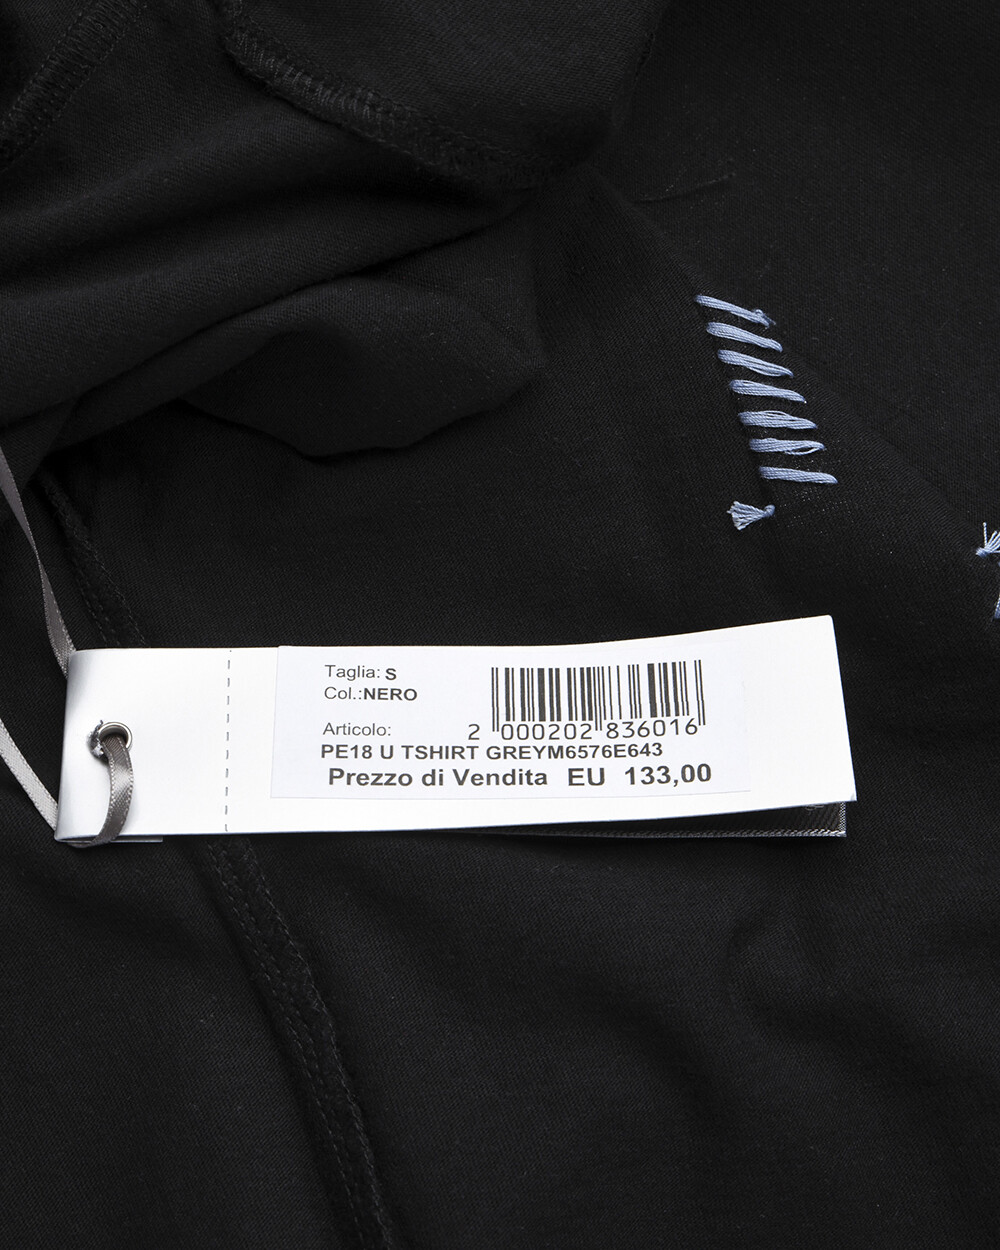 Taglia: S
Col.:NERO
2 000202 836016
Articolo:
PE18 U TSHIRT GREYM6576E643
Prezzo di Vendita EU 133,00